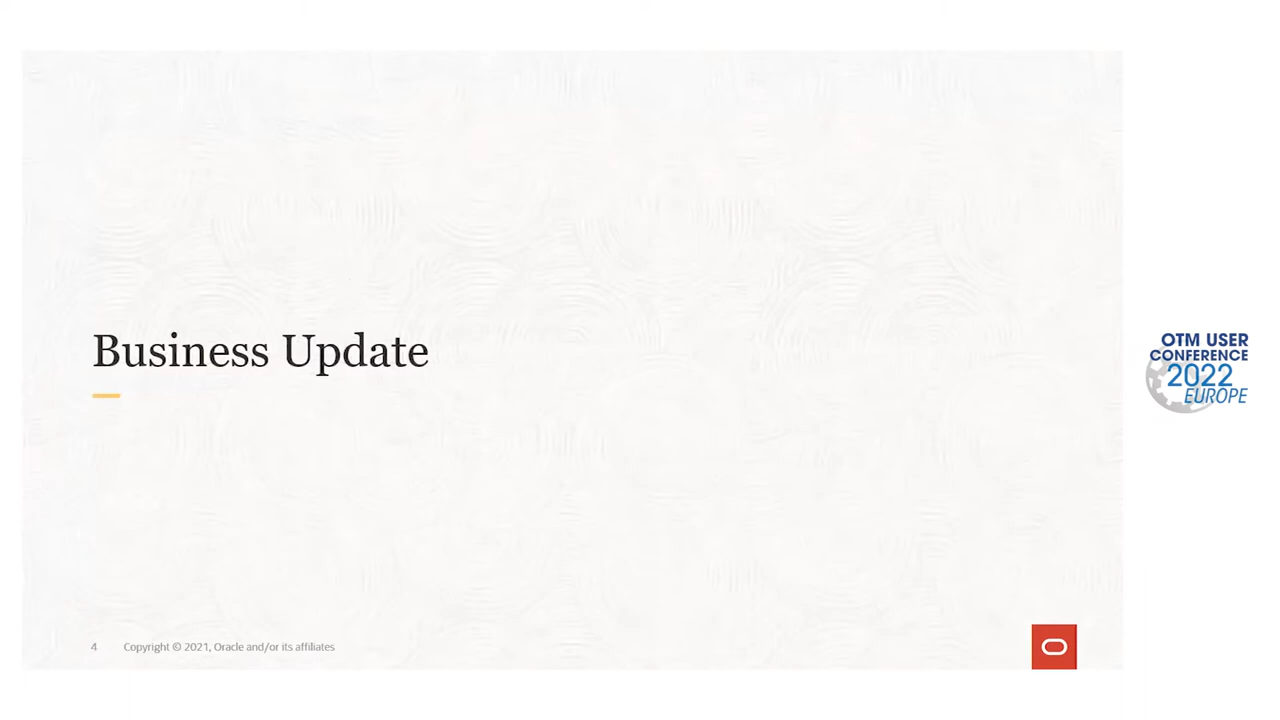 Business Update
OTM USER
CONFERENCE
2022
EUROPE
4 Copyright © 2021, Oracle and/or its affiliates